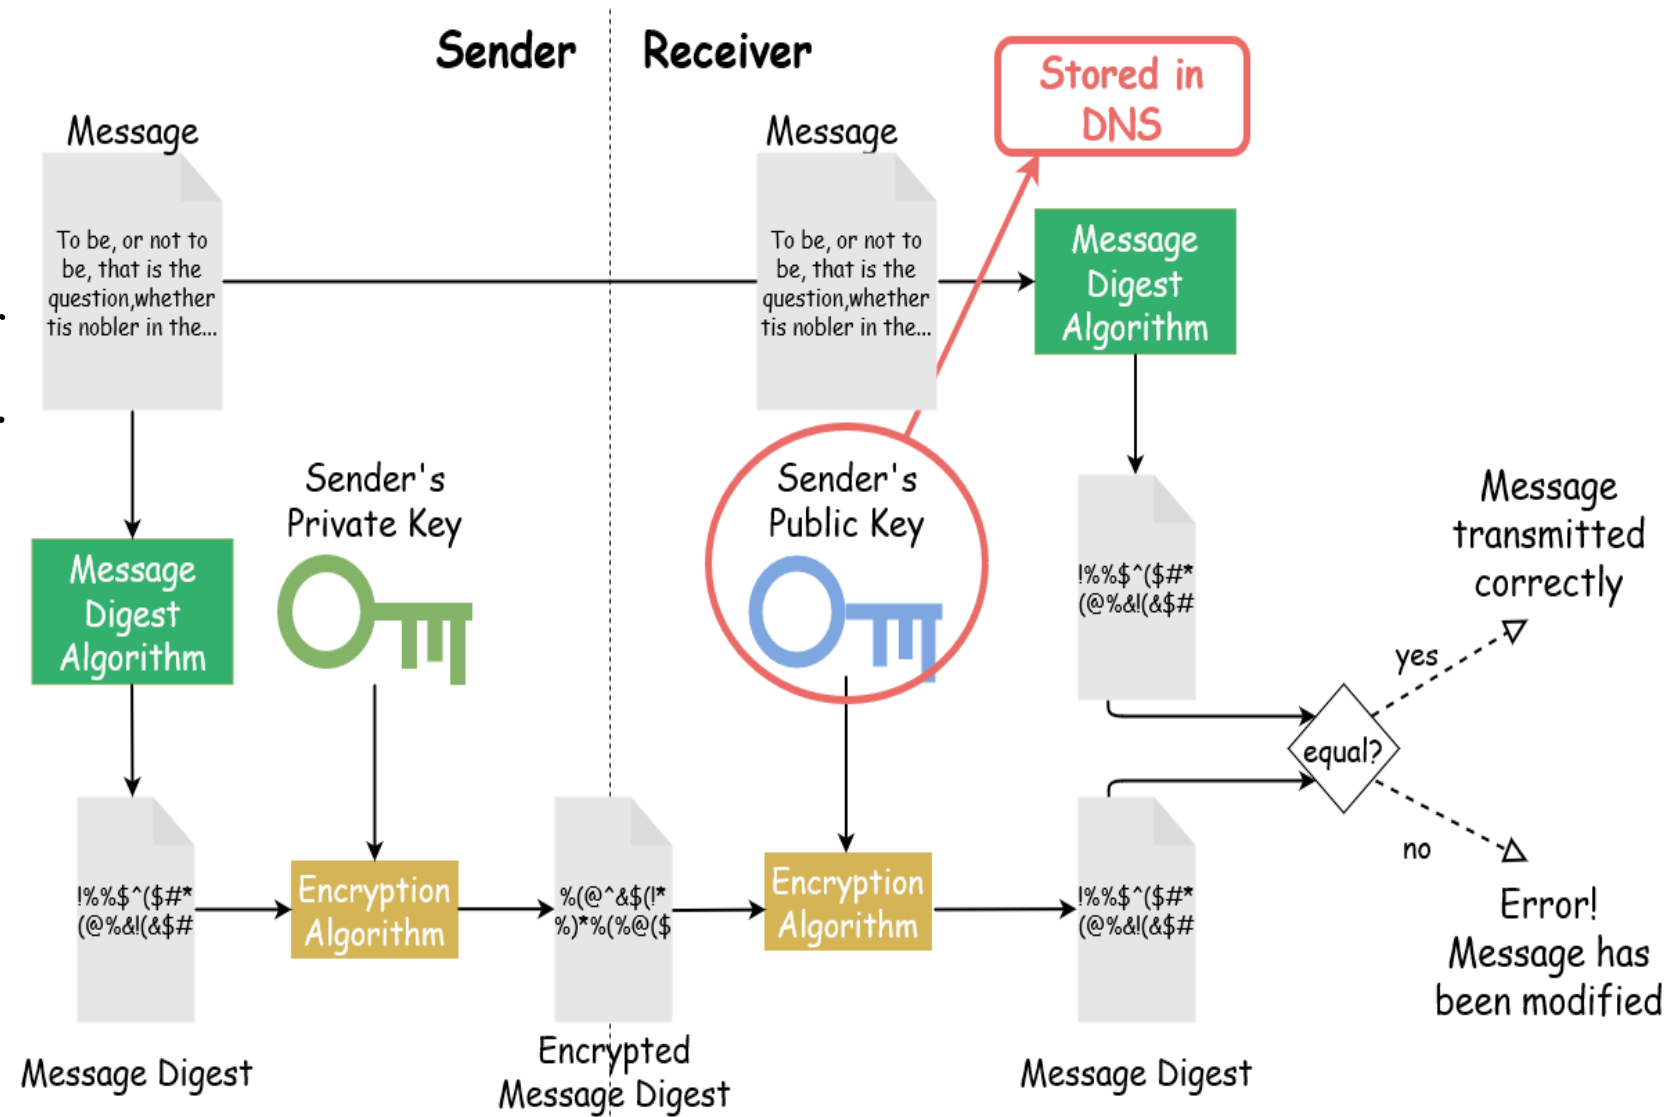 Sender
Receiver
Stored in
DNS
Message
To be, or not to
be, that is the
question,whether
tis nobler in the...
Message
To be, or not to
be, that is the
question,whether
tis nobler in the...
Message
Digest
Algorithm
Message
Digest
Algorithm
Sender's
Private Key
Sender's
Public Key
!%%$^($#*
(@%&!(&$#
Message
transmitted
correctly
yes
equal?
no
Error!
Message has
been modified
!%%$^($#*
(@%&!(&$#
Message Digest
Encryption
Algorithm
%(@^&$(!*
%)*%(%@($
Encrypted
Message Digest
Encryption
Algorithm
!%%$^($#*
(@%&!(&$#
Message Digest